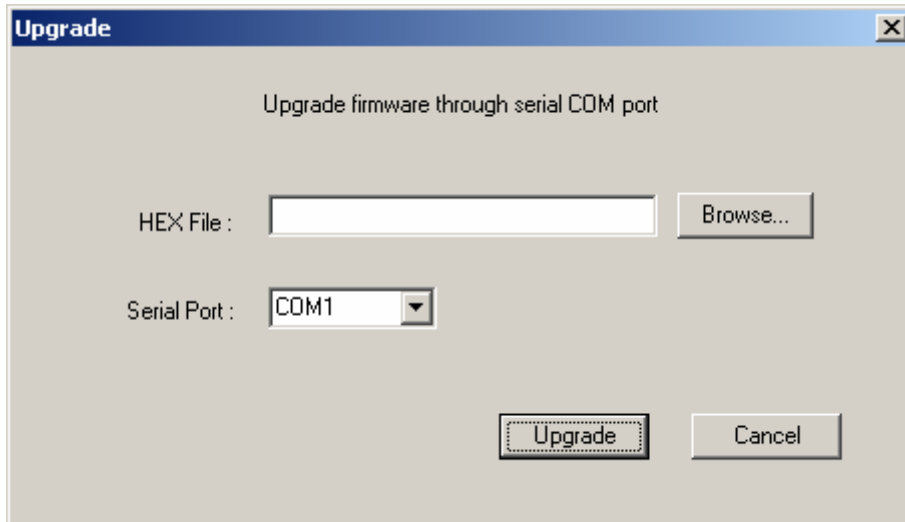 Upgrade
Upgrade firmware through serial COM port
HEX File :
Browse...
Serial Port :
COM1
Upgrade
Cancel